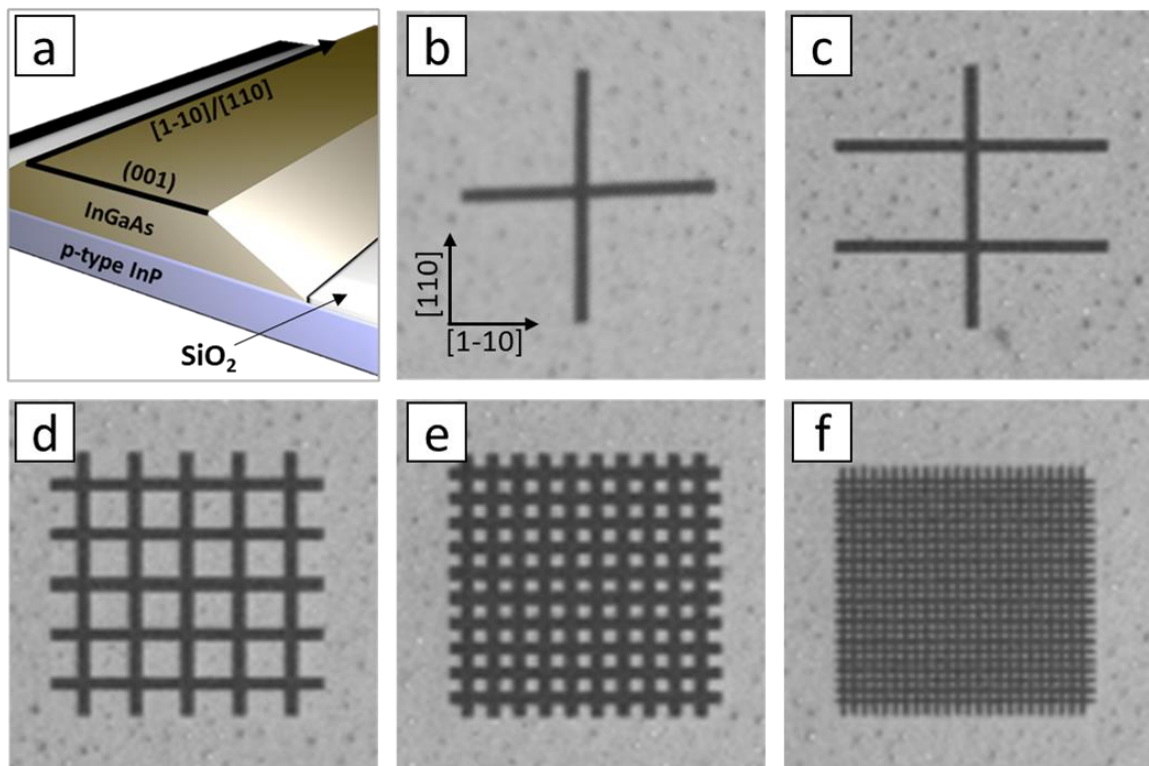 a
[1-10]/[110]
(001)
InGaAs
p-type InP
SiO₂
b
[110]
[1-10]
c
d
e
f